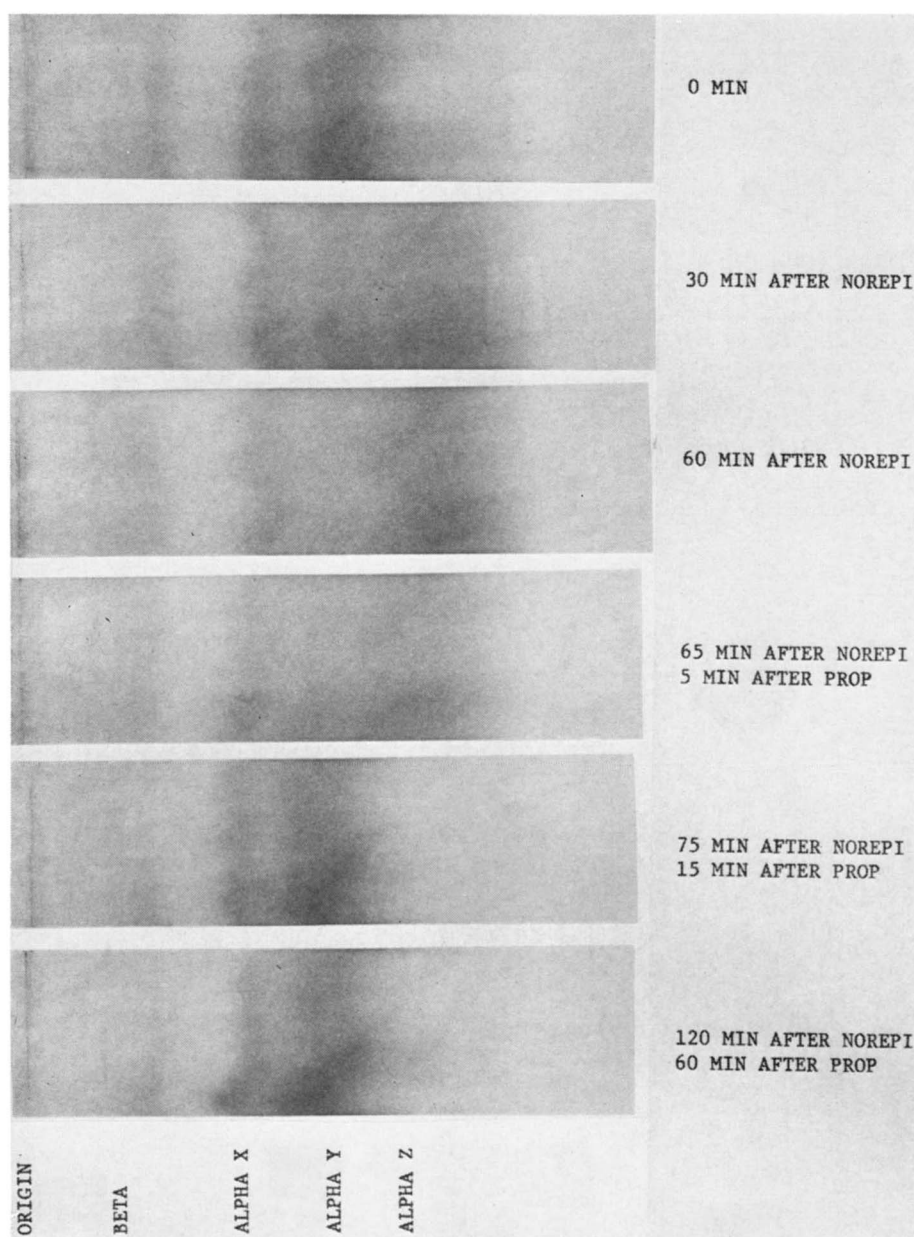 0 MIN
30 MIN AFTER NOREPI
60 MIN AFTER NOREPI
65 MIN AFTER NOREPI
5 MIN AFTER PROP
75 MIN AFTER NOREPI
15 MIN AFTER PROP
120 MIN AFTER NOREPI
60 MIN AFTER PROP
ORIGIN
BETA
ALPHA X
ALPHA Y
ALPHA Z